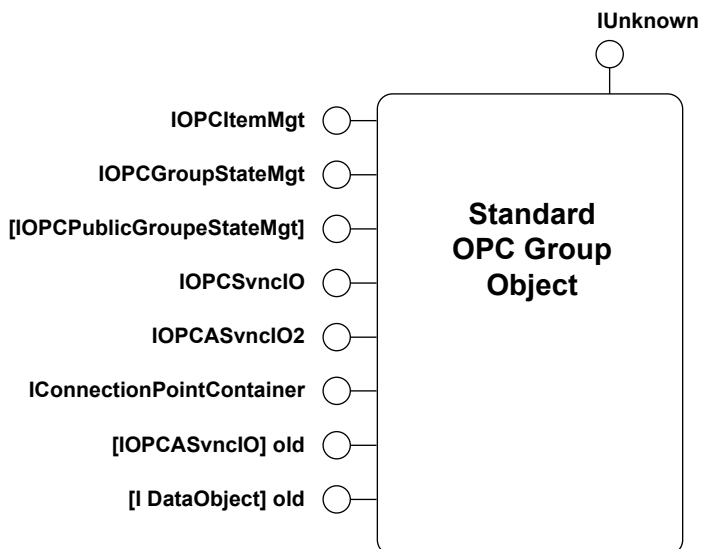 IUnknown
IOPCItemMgt
IOPCGroupStateMgt
[IOPCPublicGroupeStateMgt]
IOPCSvncIO
IOPCASvncIO2
IConnectionPointContainer
[IOPCASvncIO] old
[I DataObject] old
Standard
OPC Group
Object